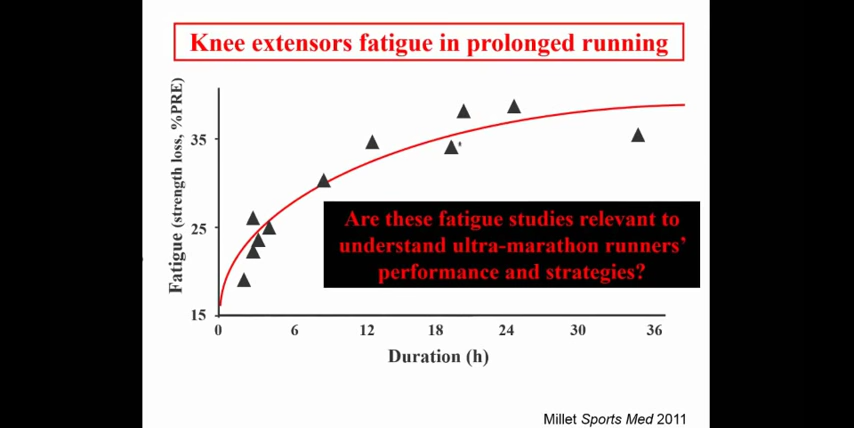 Knee extensors fatigue in prolonged running
Fatigue (strength loss, %PRE)
35
25
15
Are these fatigue studies relevant to
understand ultra-marathon runners’
performance and strategies?
0 6 12 18 24 30 36
Duration (h)
Millet Sports Med 2011